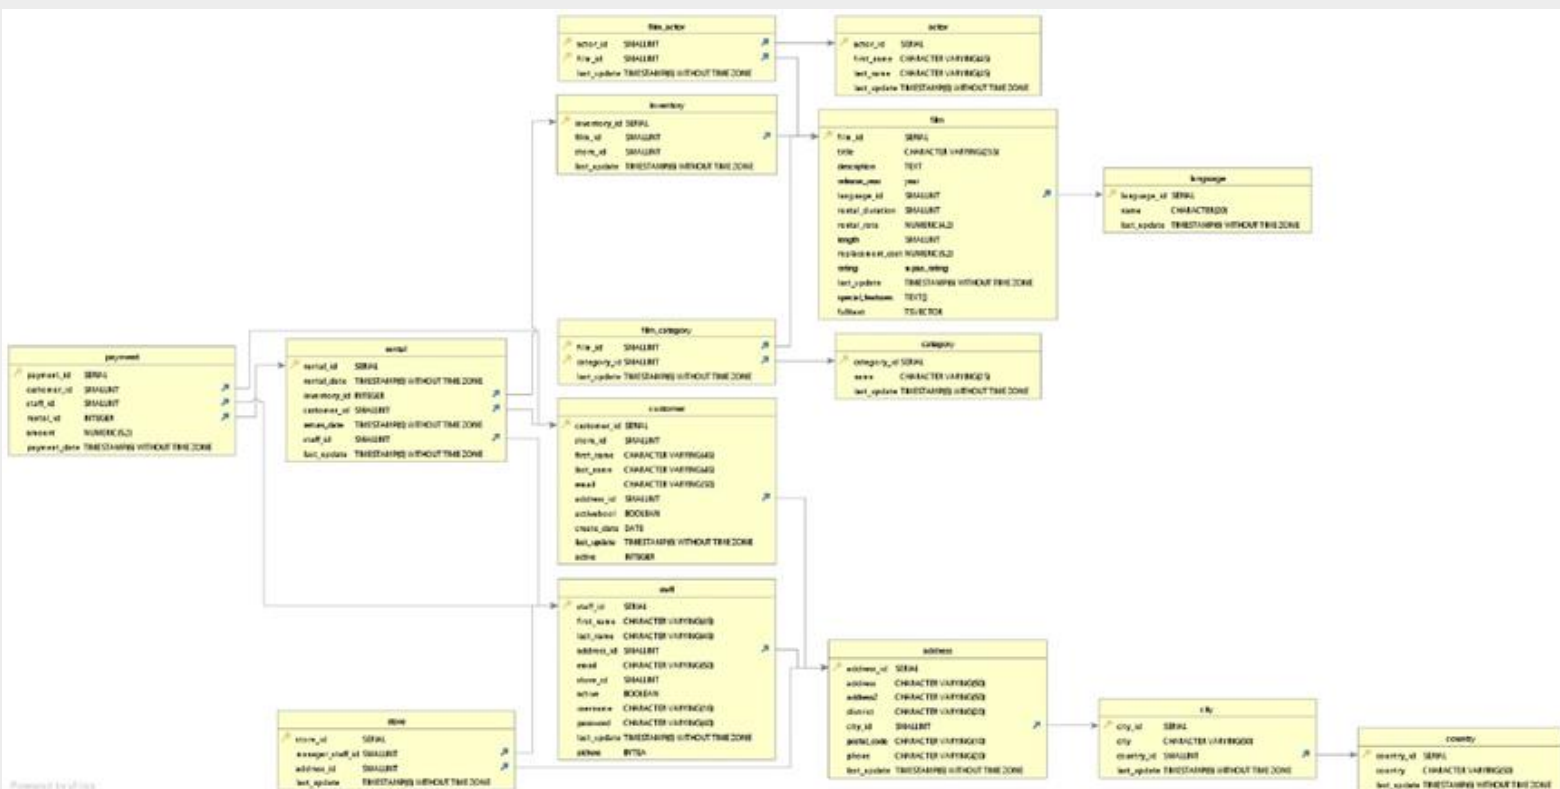 film_actor
actor_id SMALLINT
film_id SMALLINT
last_update TIMESTAMP(6) WITHOUT TIME ZONE
actor
actor_id SERIAL
first_name CHARACTER VARYING(45)
last_name CHARACTER VARYING(45)
last_update TIMESTAMP(6) WITHOUT TIME ZONE
inventory
inventory_id SERIAL
film_id SMALLINT
store_id SMALLINT
last_update TIMESTAMP(6) WITHOUT TIME ZONE
film
film_id SERIAL
title CHARACTER VARYING(255)
description TEXT
release_year year
language_id SMALLINT
rental_duration SMALLINT
rental_rate NUMERIC(4,2)
length SMALLINT
replacement_cost NUMERIC(5,2)
rating mpaa_rating
last_update TIMESTAMP(6) WITHOUT TIME ZONE
special_features TEXT[]
fulltext TSVECTOR
language
language_id SERIAL
name CHARACTER(20)
last_update TIMESTAMP(6) WITHOUT TIME ZONE
film_category
film_id SMALLINT
category_id SMALLINT
last_update TIMESTAMP(6) WITHOUT TIME ZONE
category
category_id SERIAL
name CHARACTER VARYING(25)
last_update TIMESTAMP(6) WITHOUT TIME ZONE
payment
payment_id SERIAL
customer_id SMALLINT
staff_id SMALLINT
rental_id INTEGER
amount NUMERIC(5,2)
payment_date TIMESTAMP(6) WITHOUT TIME ZONE
rental
rental_id SERIAL
rental_date TIMESTAMP(6) WITHOUT TIME ZONE
inventory_id INTEGER
customer_id SMALLINT
return_date TIMESTAMP(6) WITHOUT TIME ZONE
staff_id SMALLINT
last_update TIMESTAMP(6) WITHOUT TIME ZONE
customer
customer_id SERIAL
store_id SMALLINT
first_name CHARACTER VARYING(45)
last_name CHARACTER VARYING(45)
email CHARACTER VARYING(50)
address_id SMALLINT
activebool BOOLEAN
create_date DATE
last_update TIMESTAMP(6) WITHOUT TIME ZONE
active INTEGER
staff
staff_id SERIAL
first_name CHARACTER VARYING(45)
last_name CHARACTER VARYING(45)
address_id SMALLINT
email CHARACTER VARYING(50)
store_id SMALLINT
active BOOLEAN
username CHARACTER VARYING(16)
password CHARACTER VARYING(40)
last_update TIMESTAMP(6) WITHOUT TIME ZONE
picture BYTEA
store
store_id SERIAL
manager_staff_id SMALLINT
address_id SMALLINT
last_update TIMESTAMP(6) WITHOUT TIME ZONE
address
address_id SERIAL
address CHARACTER VARYING(50)
address2 CHARACTER VARYING(50)
district CHARACTER VARYING(20)
city_id SMALLINT
postal_code CHARACTER VARYING(10)
phone CHARACTER VARYING(20)
last_update TIMESTAMP(6) WITHOUT TIME ZONE
city
city_id SERIAL
city CHARACTER VARYING(50)
country_id SMALLINT
last_update TIMESTAMP(6) WITHOUT TIME ZONE
country
country_id SERIAL
country CHARACTER VARYING(50)
last_update TIMESTAMP(6) WITHOUT TIME ZONE
Powered by yFiles